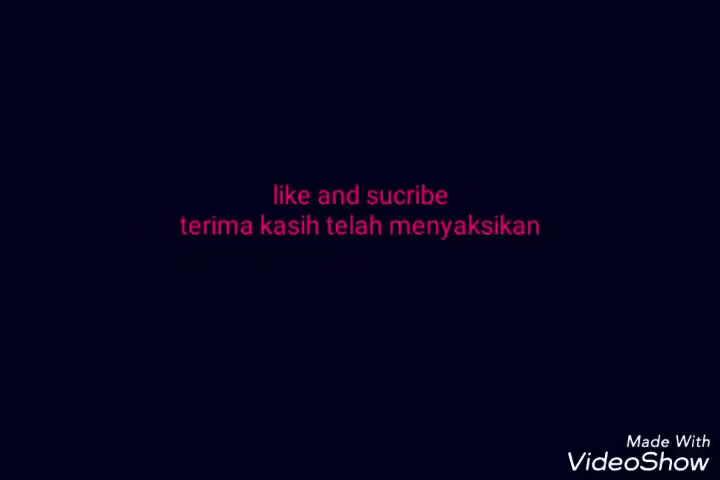 like and sucribe
terima kasih telah menyaksikan
Made With
VideoShow